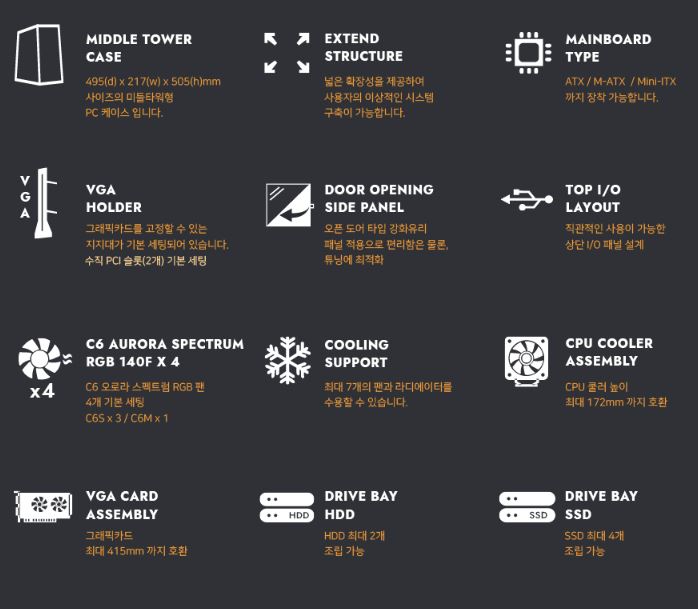 MIDDLE TOWER
CASE
495(d) x 217(w) x 505(h)mm
사이즈의 미들타워형
PC 케이스 입니다.
EXTEND
STRUCTURE
넓은 확장성을 제공하여
사용자의 이상적인 시스템
구축이 가능합니다.
MAINBOARD
TYPE
ATX / M-ATX / Mini-ITX
까지 장착 가능합니다.
V
G
A
VGA
HOLDER
그래픽카드를 고정할 수 있는
지지대가 기본 세팅되어 있습니다.
수직 PCI 슬롯(2개) 기본 세팅
DOOR OPENING
SIDE PANEL
오픈 도어 타입 강화유리
패널 적용으로 편리함은 물론,
튜닝에 최적화
TOP I/O
LAYOUT
직관적인 사용이 가능한
상단 I/O 패널 설계
x4
C6 AURORA SPECTRUM
RGB 140F X 4
C6 오로라 스펙트럼 RGB 팬
4개 기본 세팅
C6S x 3 / C6M x 1
COOLING
SUPPORT
최대 7개의 팬과 라디에이터를
수용할 수 있습니다.
CPU COOLER
ASSEMBLY
CPU 쿨러 높이
최대 172mm 까지 호환
VGA CARD
ASSEMBLY
그래픽카드
최대 415mm 까지 호환
HDD
DRIVE BAY
HDD
HDD 최대 2개
조립 가능
SSD
DRIVE BAY
SSD
SSD 최대 4개
조립 가능